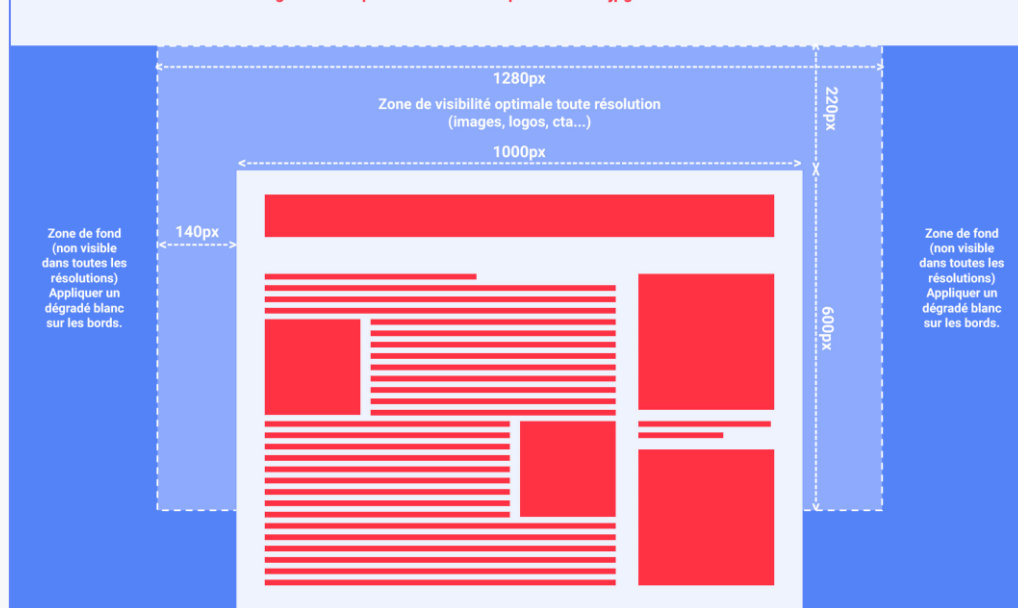 1280px
Zone de visibilité optimale toute résolution
(images, logos, cta...)
220px
1000px
140px
Zone de fond
(non visible
dans toutes les
résolutions)
Appliquer un
dégradé blanc
sur les bords.
600px
Zone de fond
(non visible
dans toutes les
résolutions)
Appliquer un
dégradé blanc
sur les bords.